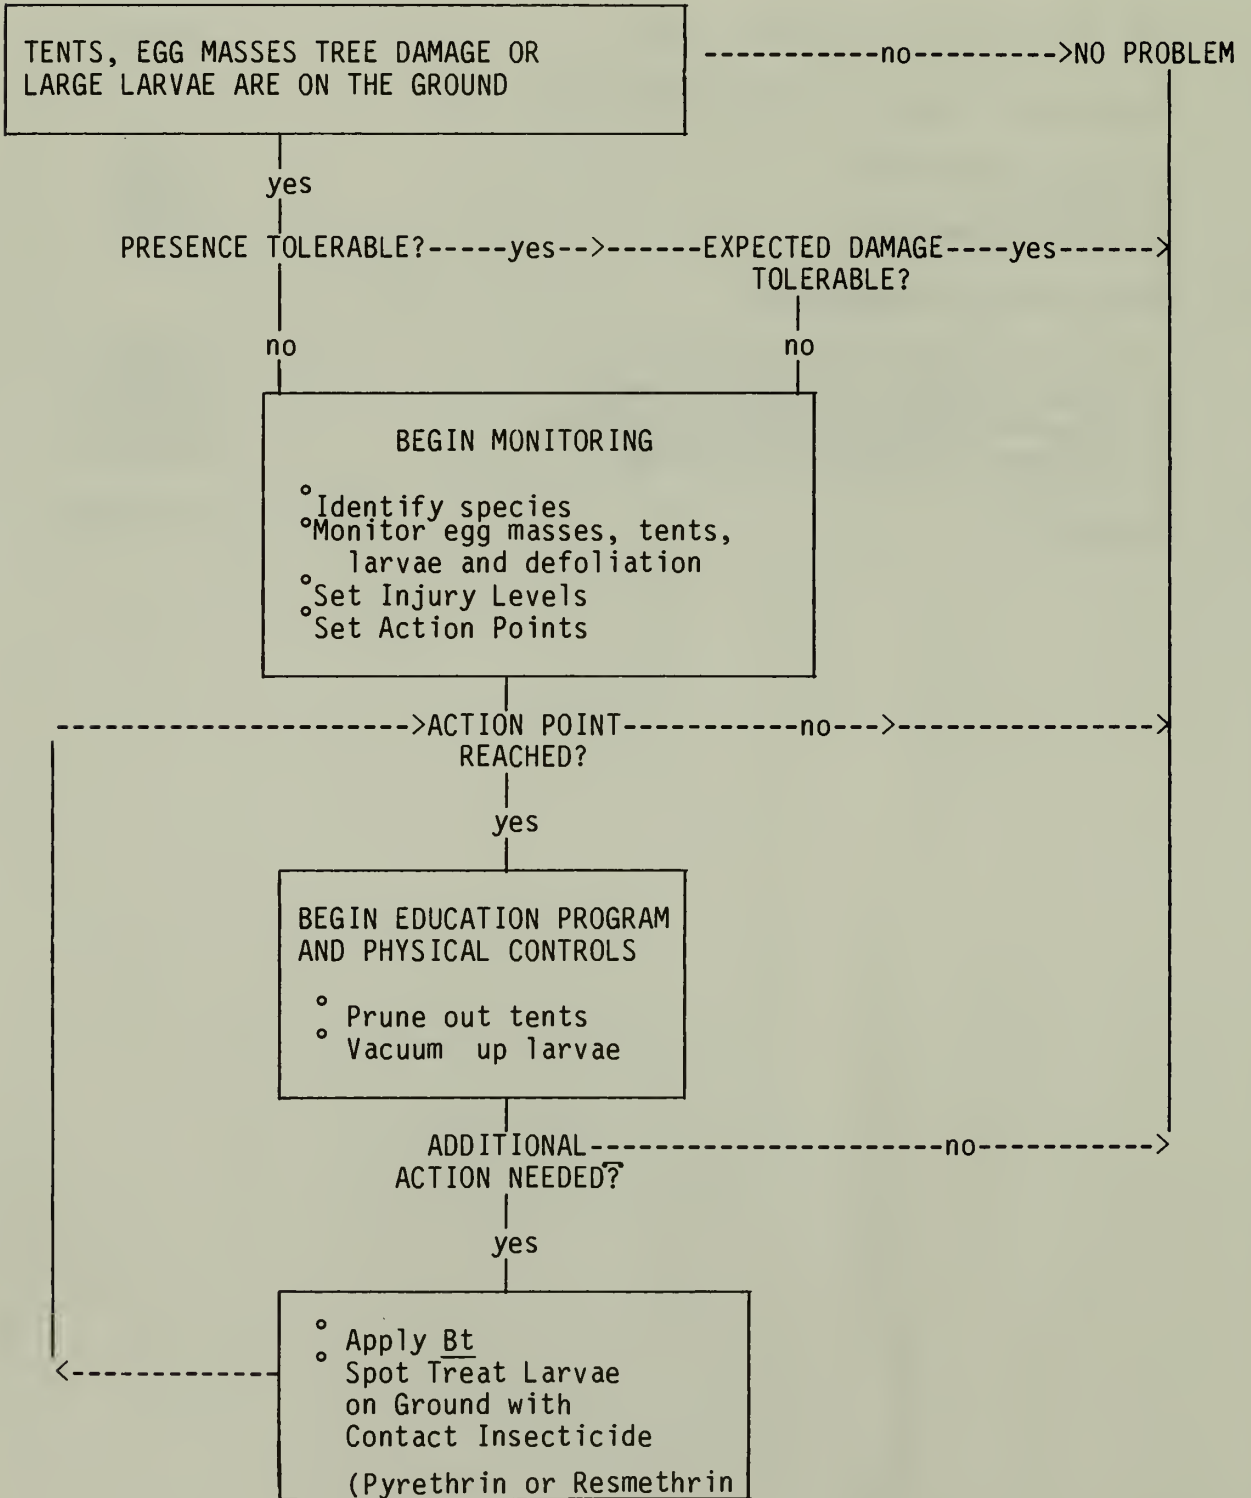 TENTS, EGG MASSES TREE DAMAGE OR
LARGE LARVAE ARE ON THE GROUND
-----------no--------->NO PROBLEM
yes
PRESENCE TOLERABLE?-----yes-->------EXPECTED DAMAGE----yes------>
TOLERABLE?
no
no
BEGIN MONITORING
°Identify species
°Monitor egg masses, tents,
larvae and defoliation
°Set Injury Levels
°Set Action Points
---------------------->ACTION POINT-----------no--->---------------->
REACHED?
yes
BEGIN EDUCATION PROGRAM
AND PHYSICAL CONTROLS
° Prune out tents
° Vacuum up larvae
ADDITIONAL----------------------no----------->
ACTION NEEDED?
yes
° Apply Bt
° Spot Treat Larvae
on Ground with
Contact Insecticide
(Pyrethrin or Resmethrin